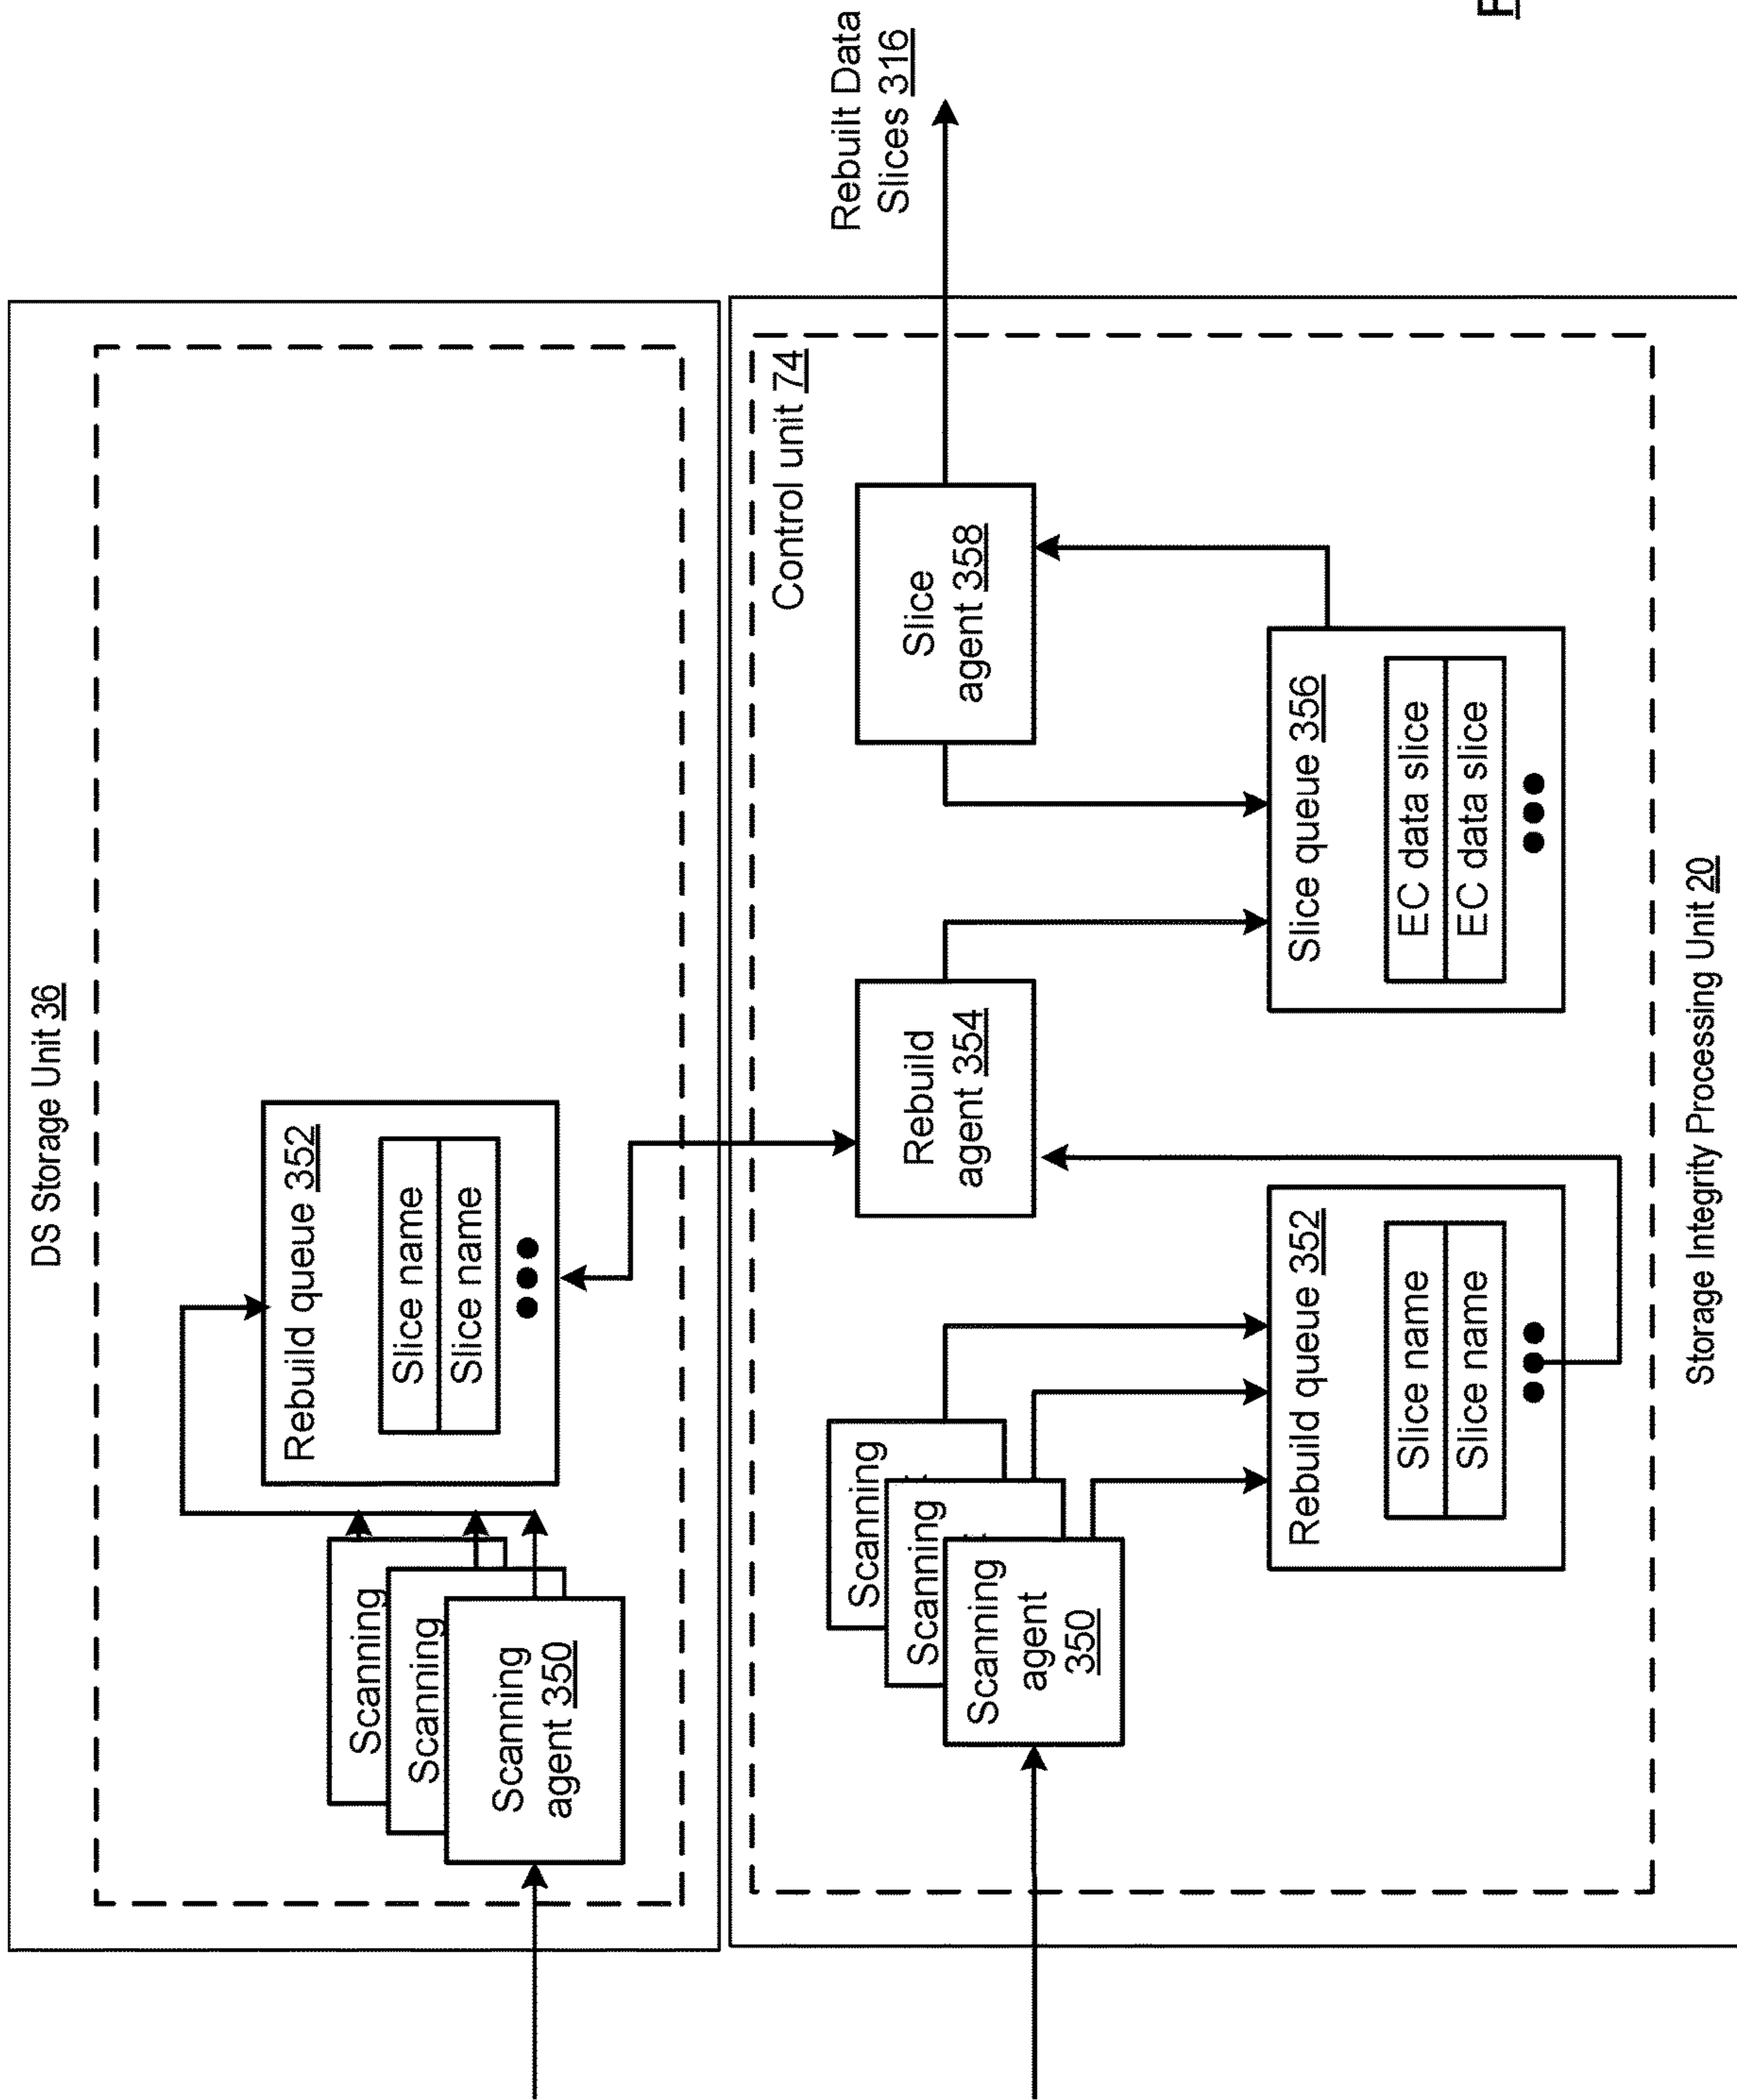 DS Storage Unit 36
Scanning
Scanning
Scanning
agent 350
Rebuild queue 352
Slice name
Slice name
Control unit 74
Scanning
Scanning
Scanning
agent
350
Rebuild queue 352
Slice name
Slice name
Rebuild
agent 354
Slice queue 356
EC data slice
EC data slice
Slice
agent 358
Rebuilt Data
Slices 316
Storage Integrity Processing Unit 20